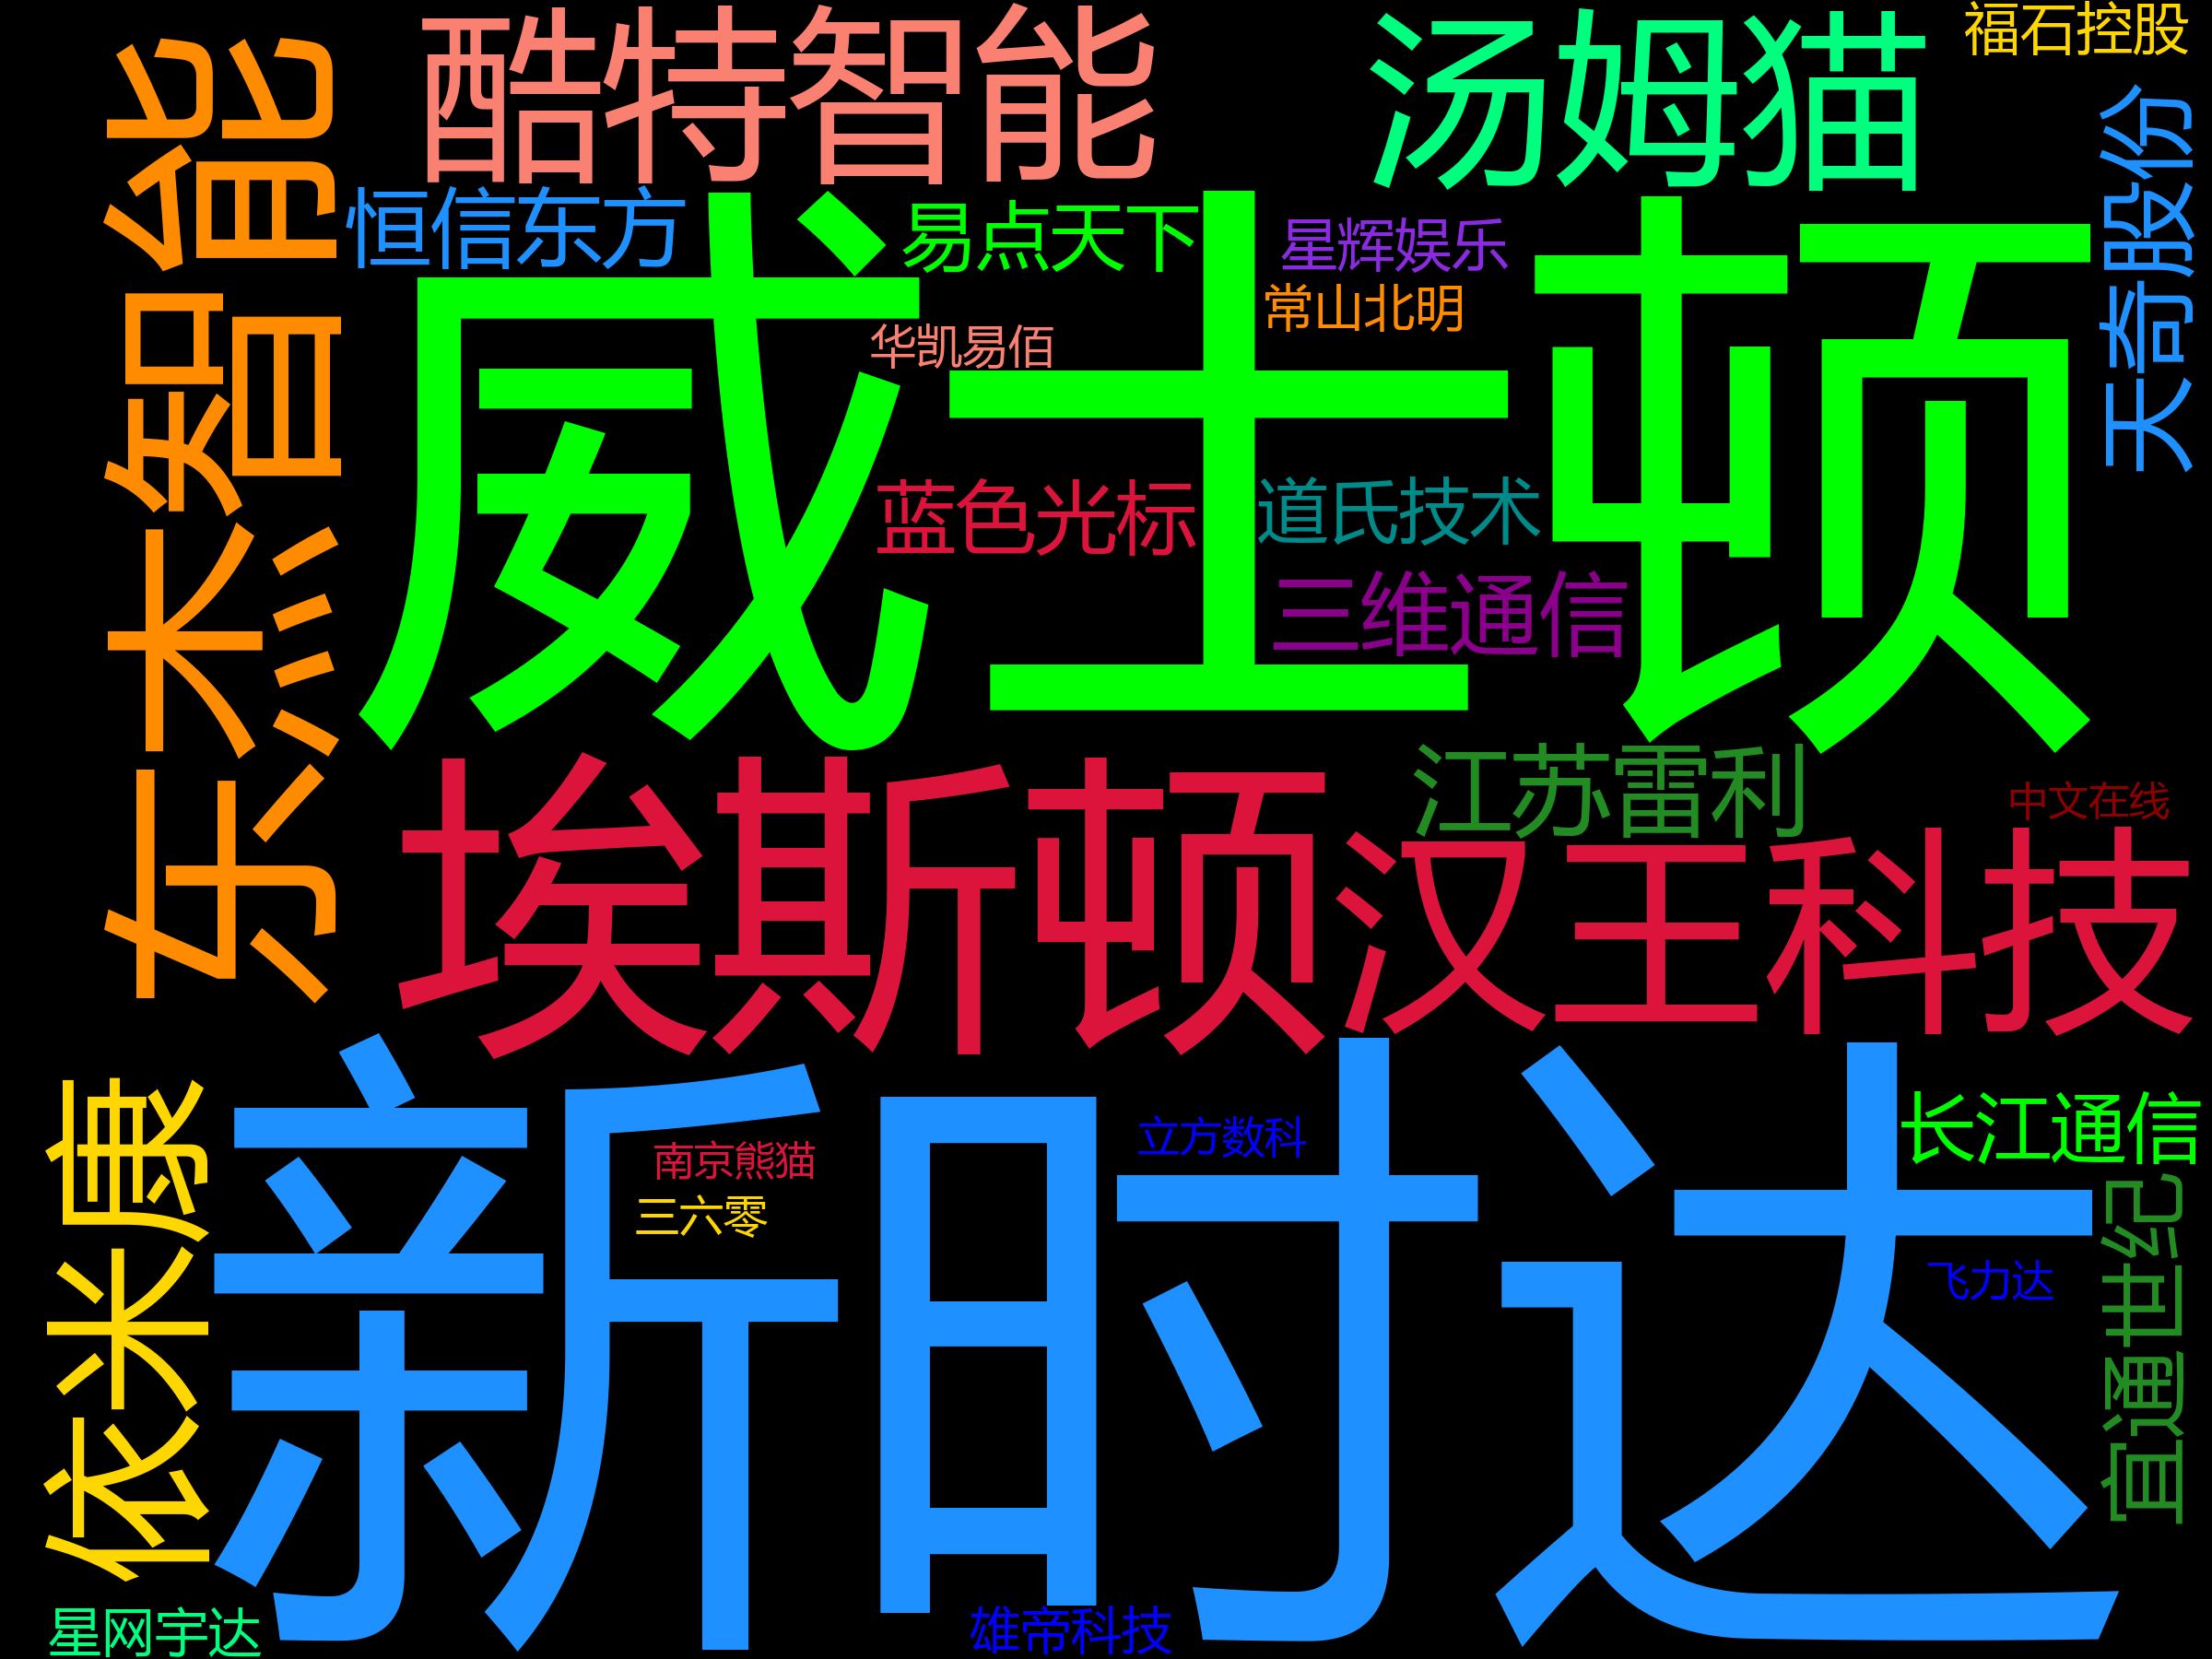 酷特智能
汤姆猫
福石控股
东杰智能
恒信东方
易点天下
星辉娱乐
天奇股份
常山北明
华凯易佰
威士顿
蓝色光标
道氏技术
三维通信
江苏雷利
埃斯顿
中文在线
汉王科技
新时达
依米康
立方数科
长江通信
南京熊猫
三六零
宜通世纪
飞力达
星网宇达
雄帝科技